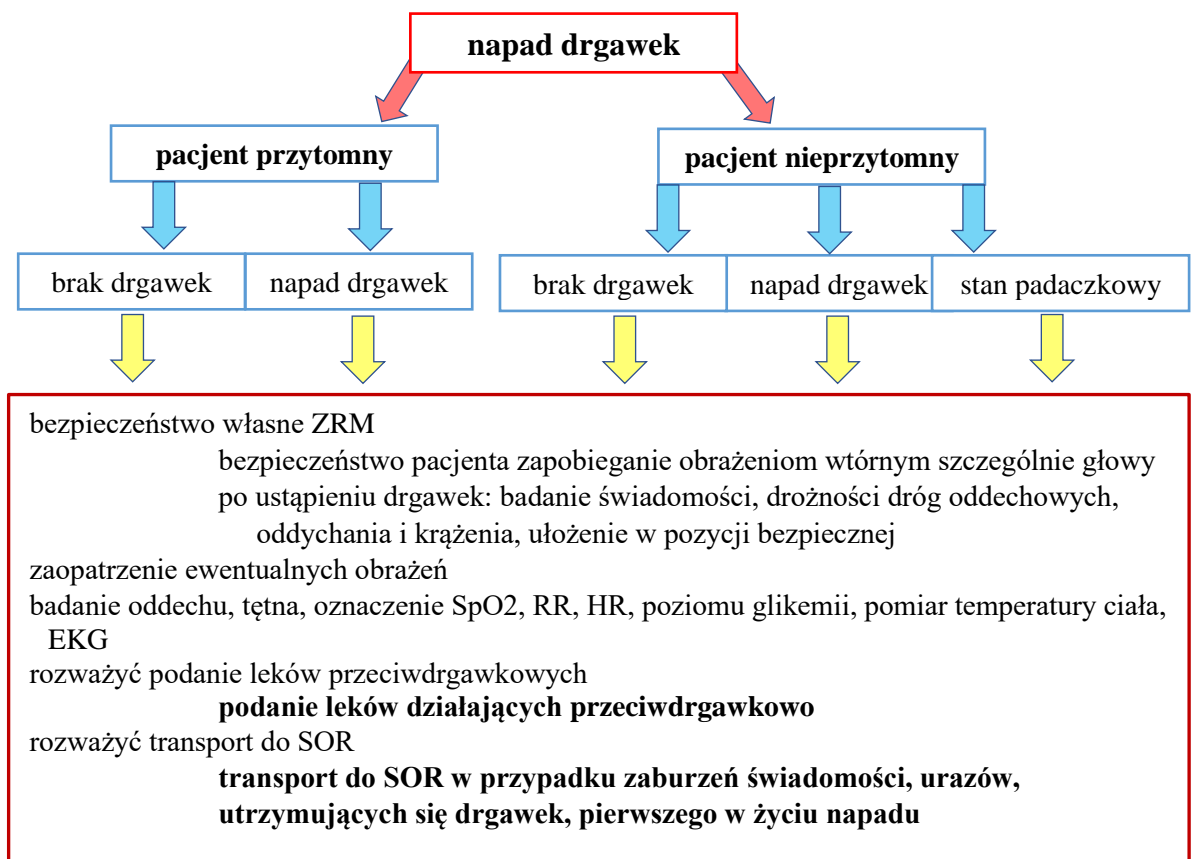 napad drgawek
pacjent przytomny
pacjent nieprzytomny
brak drgawek
napad drgawek
brak drgawek
napad drgawek
stan padaczkowy
bezpieczeństwo własne ZRM
bezpieczeństwo pacjenta zapobieganie obrażeniom wtórnym szczególnie głowy
po ustąpieniu drgawek: badanie świadomości, drożności dróg oddechowych,
oddychania i krążenia, ułożenie w pozycji bezpiecznej
zaopatrzenie ewentualnych obrażeń
badanie oddechu, tętna, oznaczenie SpO2, RR, HR, poziomu glikemii, pomiar temperatury ciała,
EKG
rozważyć podanie leków przeciwdrgawkowych
podanie leków działających przeciwdrgawkowo
rozważyć transport do SOR
transport do SOR w przypadku zaburzeń świadomości, urazów,
utrzymujących się drgawek, pierwszego w życiu napadu